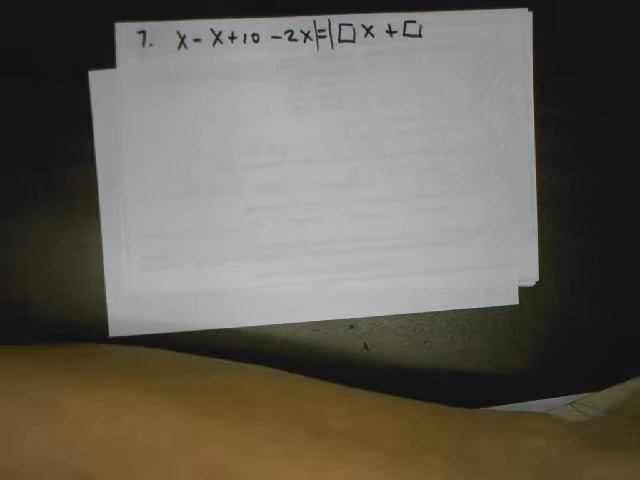 7. x - x + 10 - 2x|=|□x + □